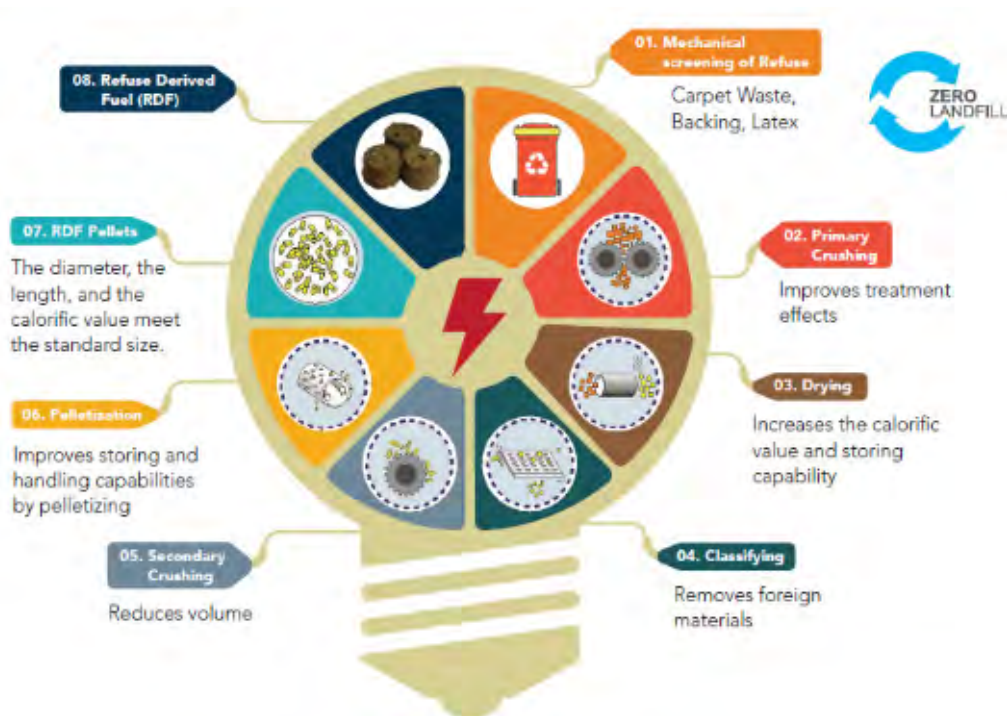 01. Mechanical
screening of Refuse
Carpet Waste,
Backing, Latex
ZERO
LANDFILL
02. Primary
Crushing
Improves treatment
effects
03. Drying
Increases the calorific
value and storing
capability
04. Classifying
Removes foreign
materials
05. Secondary
Crushing
Reduces volume
06. Pelletization
Improves storing and
handling capabilities
by pelletizing
07. RDF Pellets
The diameter, the
length, and the
calorific value meet
the standard size.
08. Refuse Derived
Fuel (RDF)